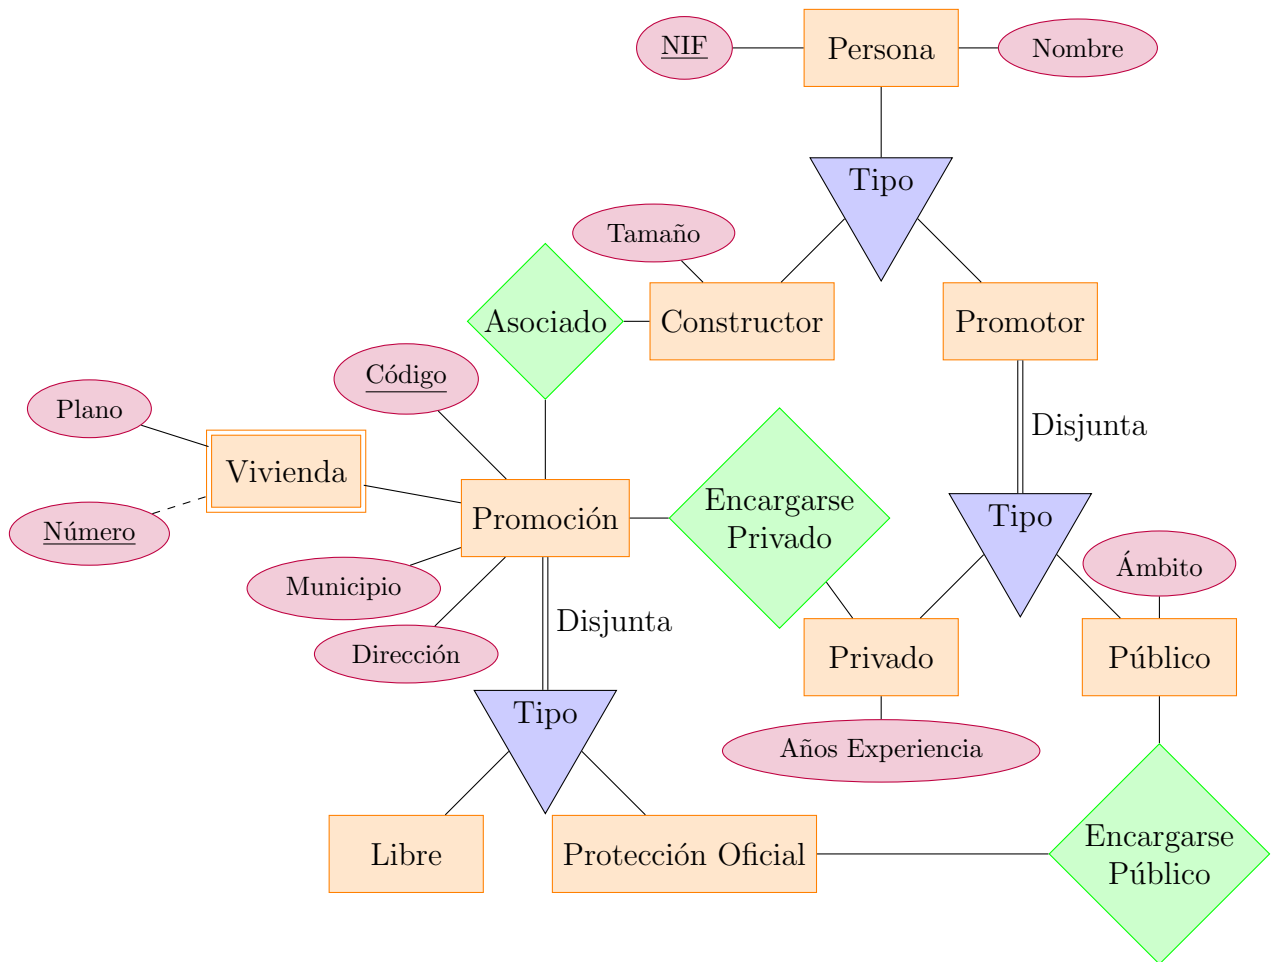 NIF
Persona
Nombre
Tipo
Tamaño
Asociado
Constructor
Promotor
Código
Plano
Disjunta
Vivienda
Encargarse
Privado
Promoción
Tipo
Número
Ámbito
Municipio
Disjunta
Dirección
Privado
Público
Tipo
Años Experiencia
Libre
Protección Oficial
Encargarse
Público